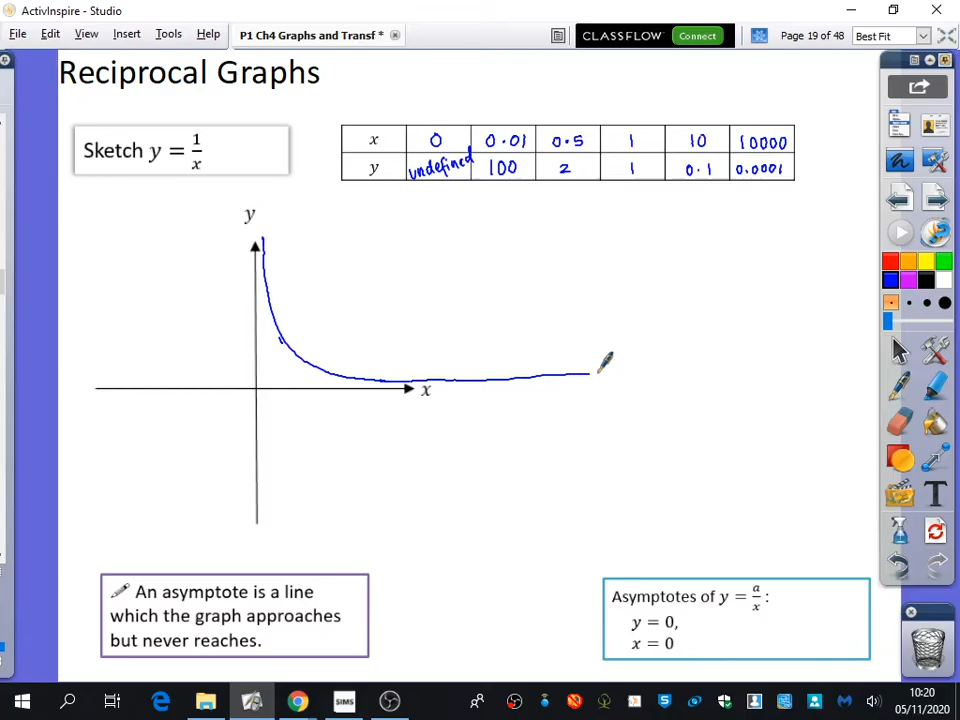 ActivInspire - Studio
File Edit View Insert Tools Help P1 Ch4 Graphs and Transf * CLASSFLOW Connect Page 19 of 48 Best Fit
Reciprocal Graphs
Sketch y = 1/x
x 0 0.01 0.5 1 10 10000
y undefined 100 2 1 0.1 0.0001
y
x
An asymptote is a line
which the graph approaches
but never reaches.
Asymptotes of y = a/x :
y = 0,
x = 0
SIMS
10:20
05/11/2020